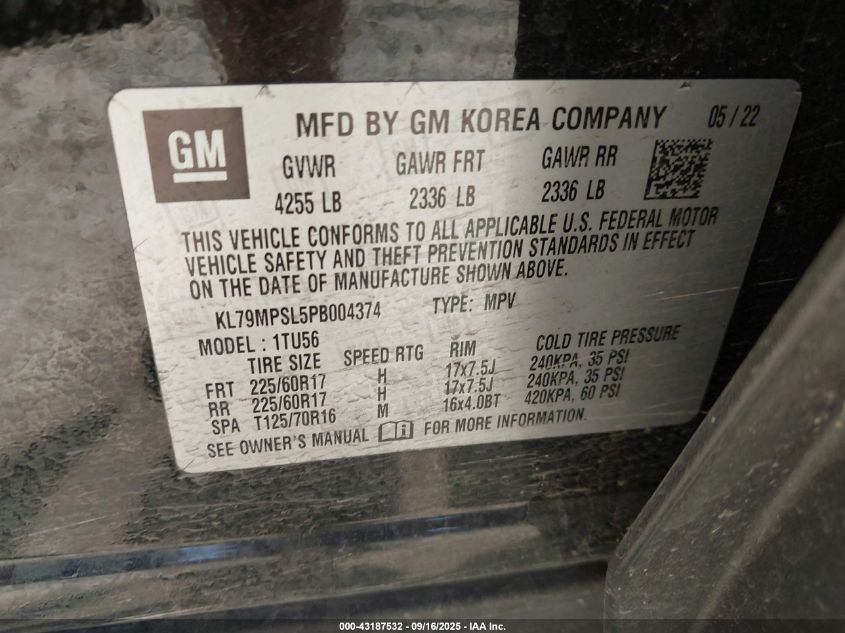 GM
MFD BY GM KOREA COMPANY 05 / 22
GVWR GAWR FRT GAWR RR
4255 LB 2336 LB 2336 LB
THIS VEHICLE CONFORMS TO ALL APPLICABLE U.S. FEDERAL MOTOR
VEHICLE SAFETY AND THEFT PREVENTION STANDARDS IN EFFECT
ON THE DATE OF MANUFACTURE SHOWN ABOVE.
KL79MPSL5PB004374 TYPE: MPV
MODEL : 1TU56
TIRE SIZE SPEED RTG RIM COLD TIRE PRESSURE
FRT 225/60R17 H 17x7.5J 240KPA, 35 PSI
RR 225/60R17 H 17x7.5J 240KPA, 35 PSI
SPA T125/70R16 M 16x4.0BT 420KPA, 60 PSI
SEE OWNER'S MANUAL FOR MORE INFORMATION.
000-43187532 - 09/16/2025 - IAA Inc.